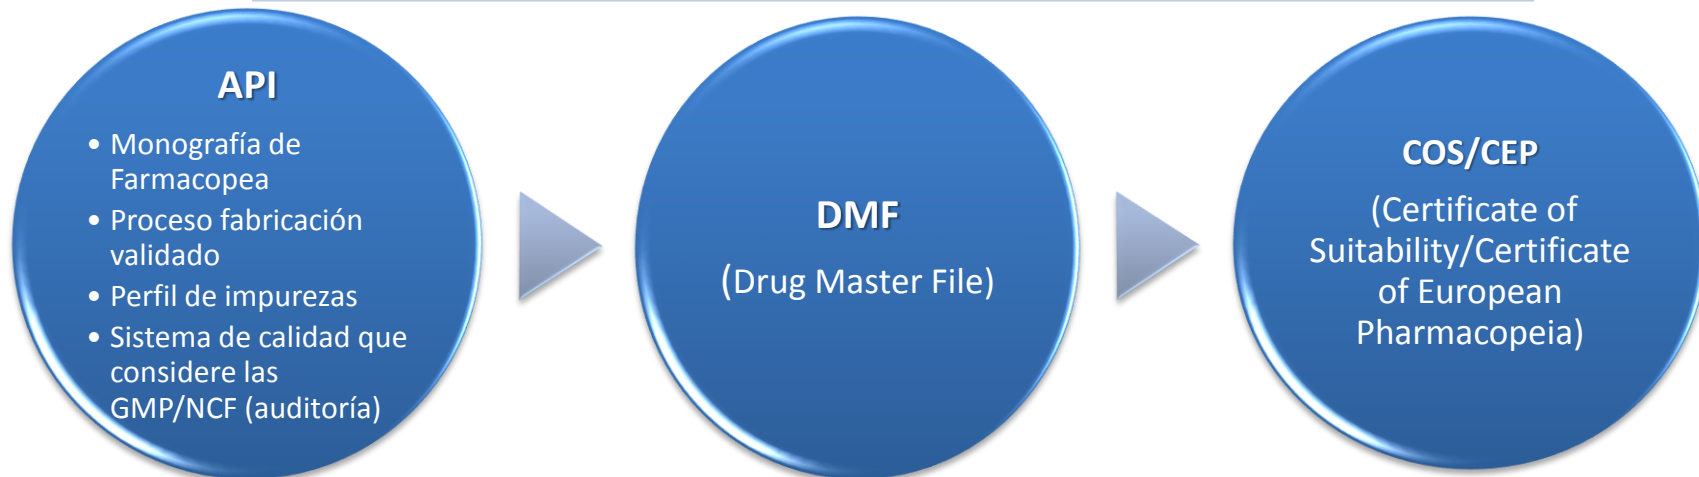 API
• Monografía de
Farmacopea
• Proceso fabricación
validado
• Perfil de impurezas
• Sistema de calidad que
considere las
GMP/NCF (auditoría)
DMF
(Drug Master File)
COS/CEP
(Certificate of
Suitability/Certificate
of European
Pharmacopeia)